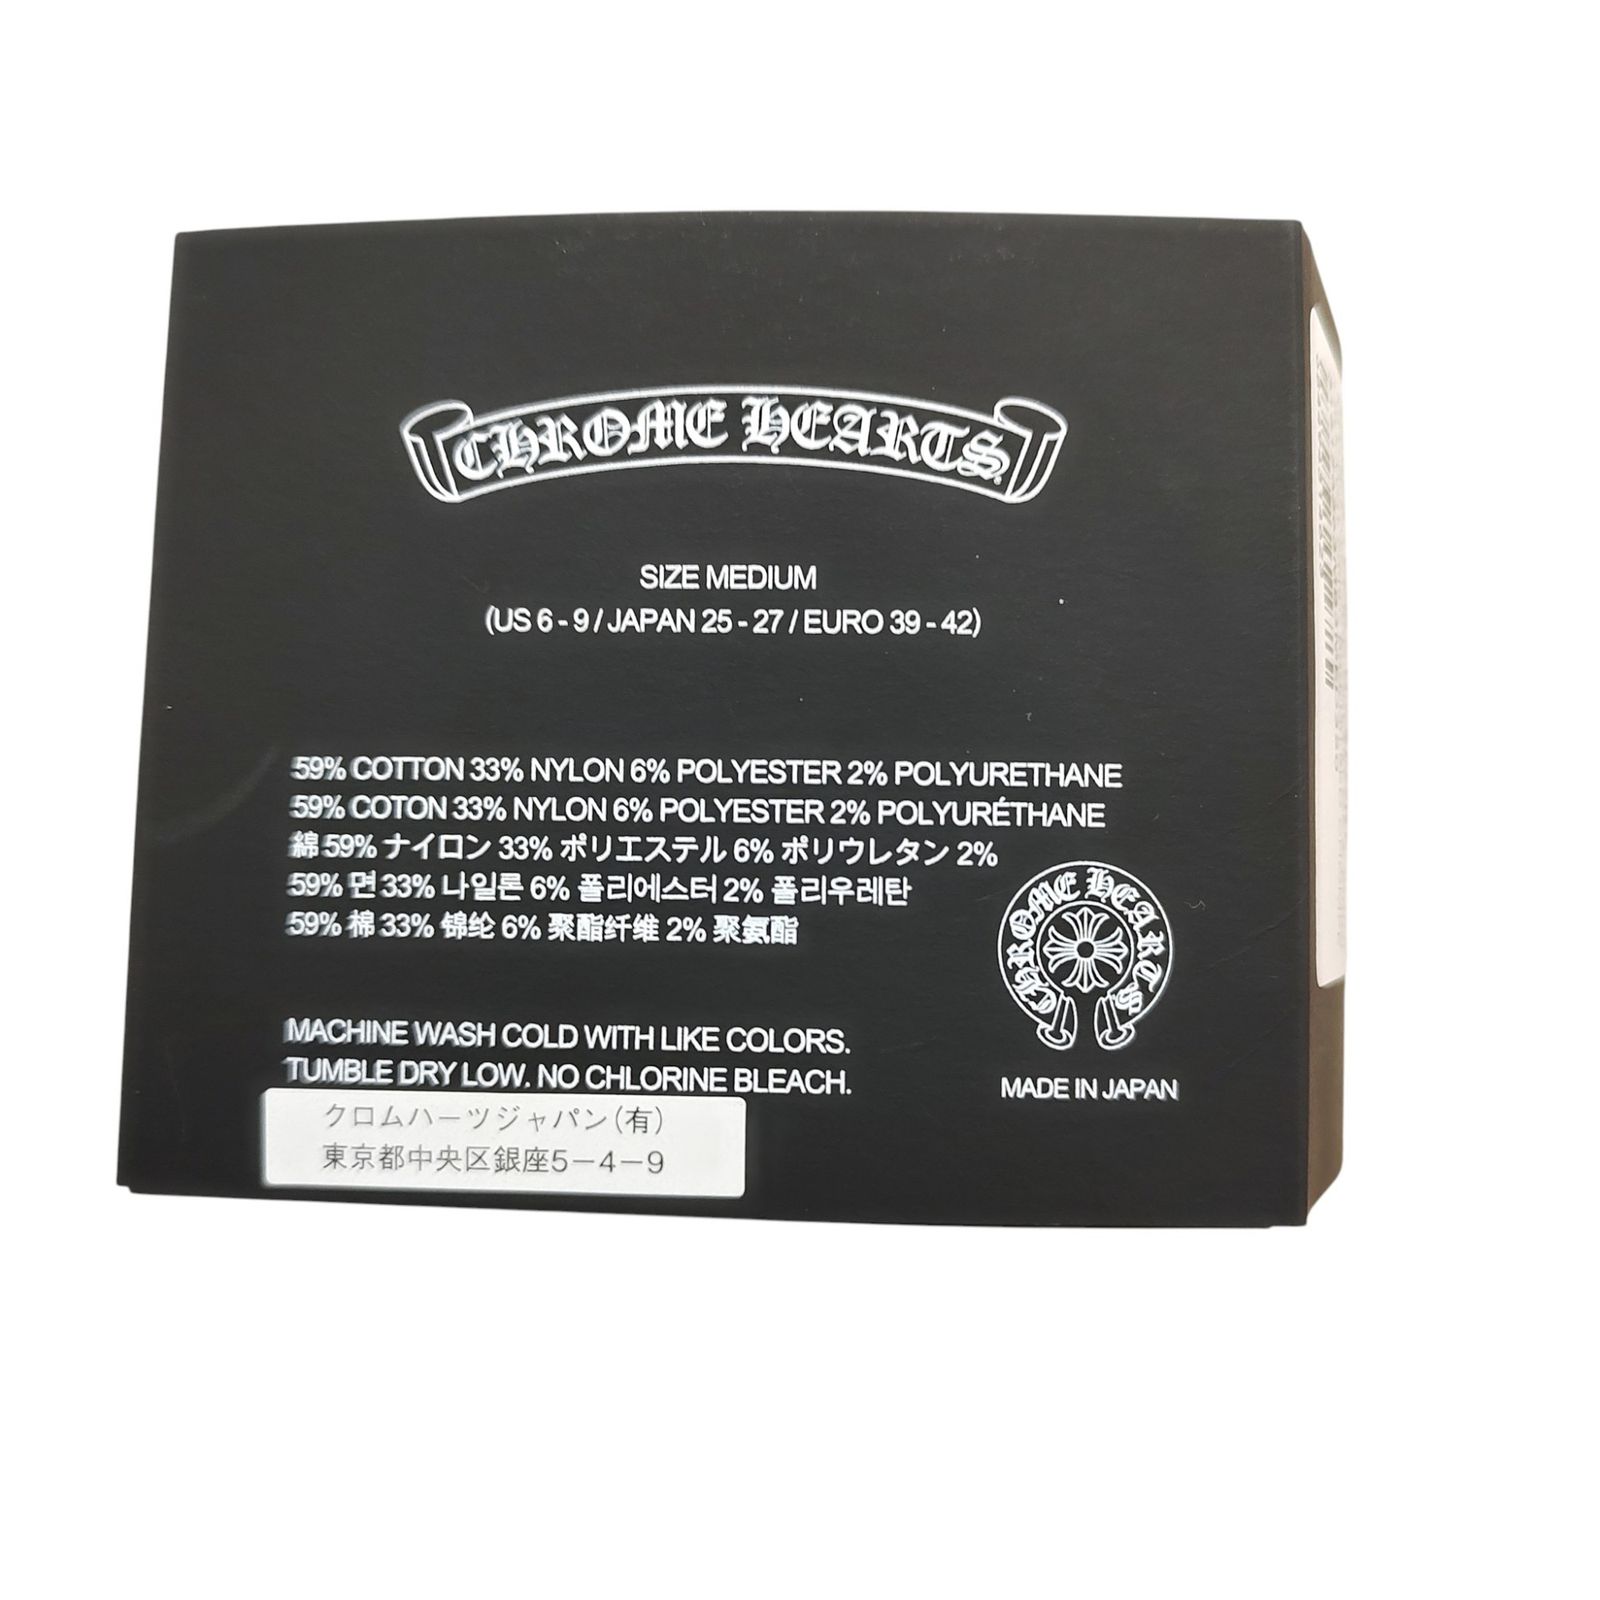 CHROME HEARTS
SIZE MEDIUM
(US 6 - 9 / JAPAN 25 - 27 / EURO 39 - 42)
59% COTTON 33% NYLON 6% POLYESTER 2% POLYURETHANE
59% COTON 33% NYLON 6% POLYESTER 2% POLYURÉTHANE
綿 59% ナイロン 33% ポリエステル 6% ポリウレタン 2%
59% 면 33% 나일론 6% 폴리에스터 2% 폴리우레탄
59% 棉 33% 锦纶 6% 聚酯纤维 2% 聚氨酯
CHROME HEARTS
MADE IN JAPAN
MACHINE WASH COLD WITH LIKE COLORS.
TUMBLE DRY LOW. NO CHLORINE BLEACH.
クロムハーツジャパン(有)
東京都中央区銀座5-4-9